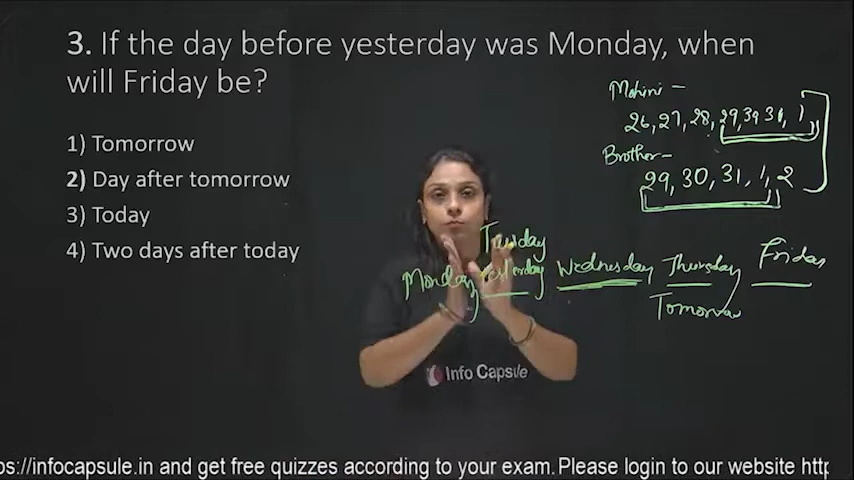 3. If the day before yesterday was Monday, when
will Friday be?
1) Tomorrow
2) Day after tomorrow
3) Today
4) Two days after today
Mohini -
26, 27, 28, 29, 30, 31, 1,
Brother -
29, 30, 31, 1, 2
Tuesday
Monday Yesterday Wednesday Thursday Friday
Tomorrow
Info Capsule
os://infocapsule.in and get free quizzes according to your exam.Please login to our website http